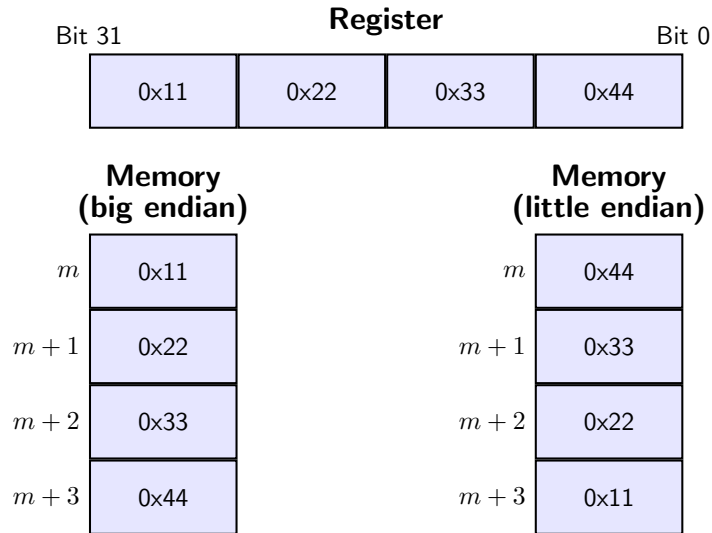 Register
Bit 31 Bit 0
0x11 0x22 0x33 0x44
Memory
(big endian)
m 0x11
m + 1 0x22
m + 2 0x33
m + 3 0x44
Memory
(little endian)
m 0x44
m + 1 0x33
m + 2 0x22
m + 3 0x11